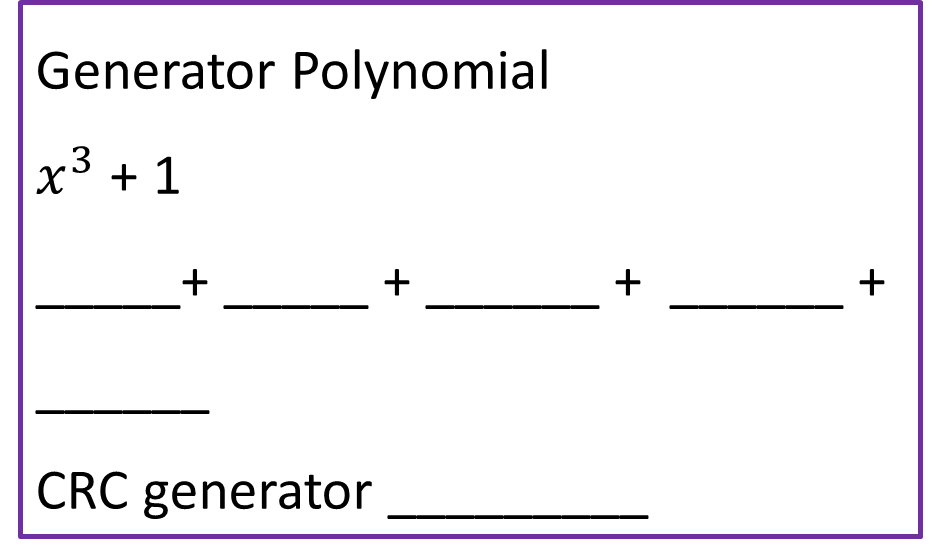 Generator Polynomial
x³ + 1
_____+ _____ + ______ + ______ +
______
CRC generator _________